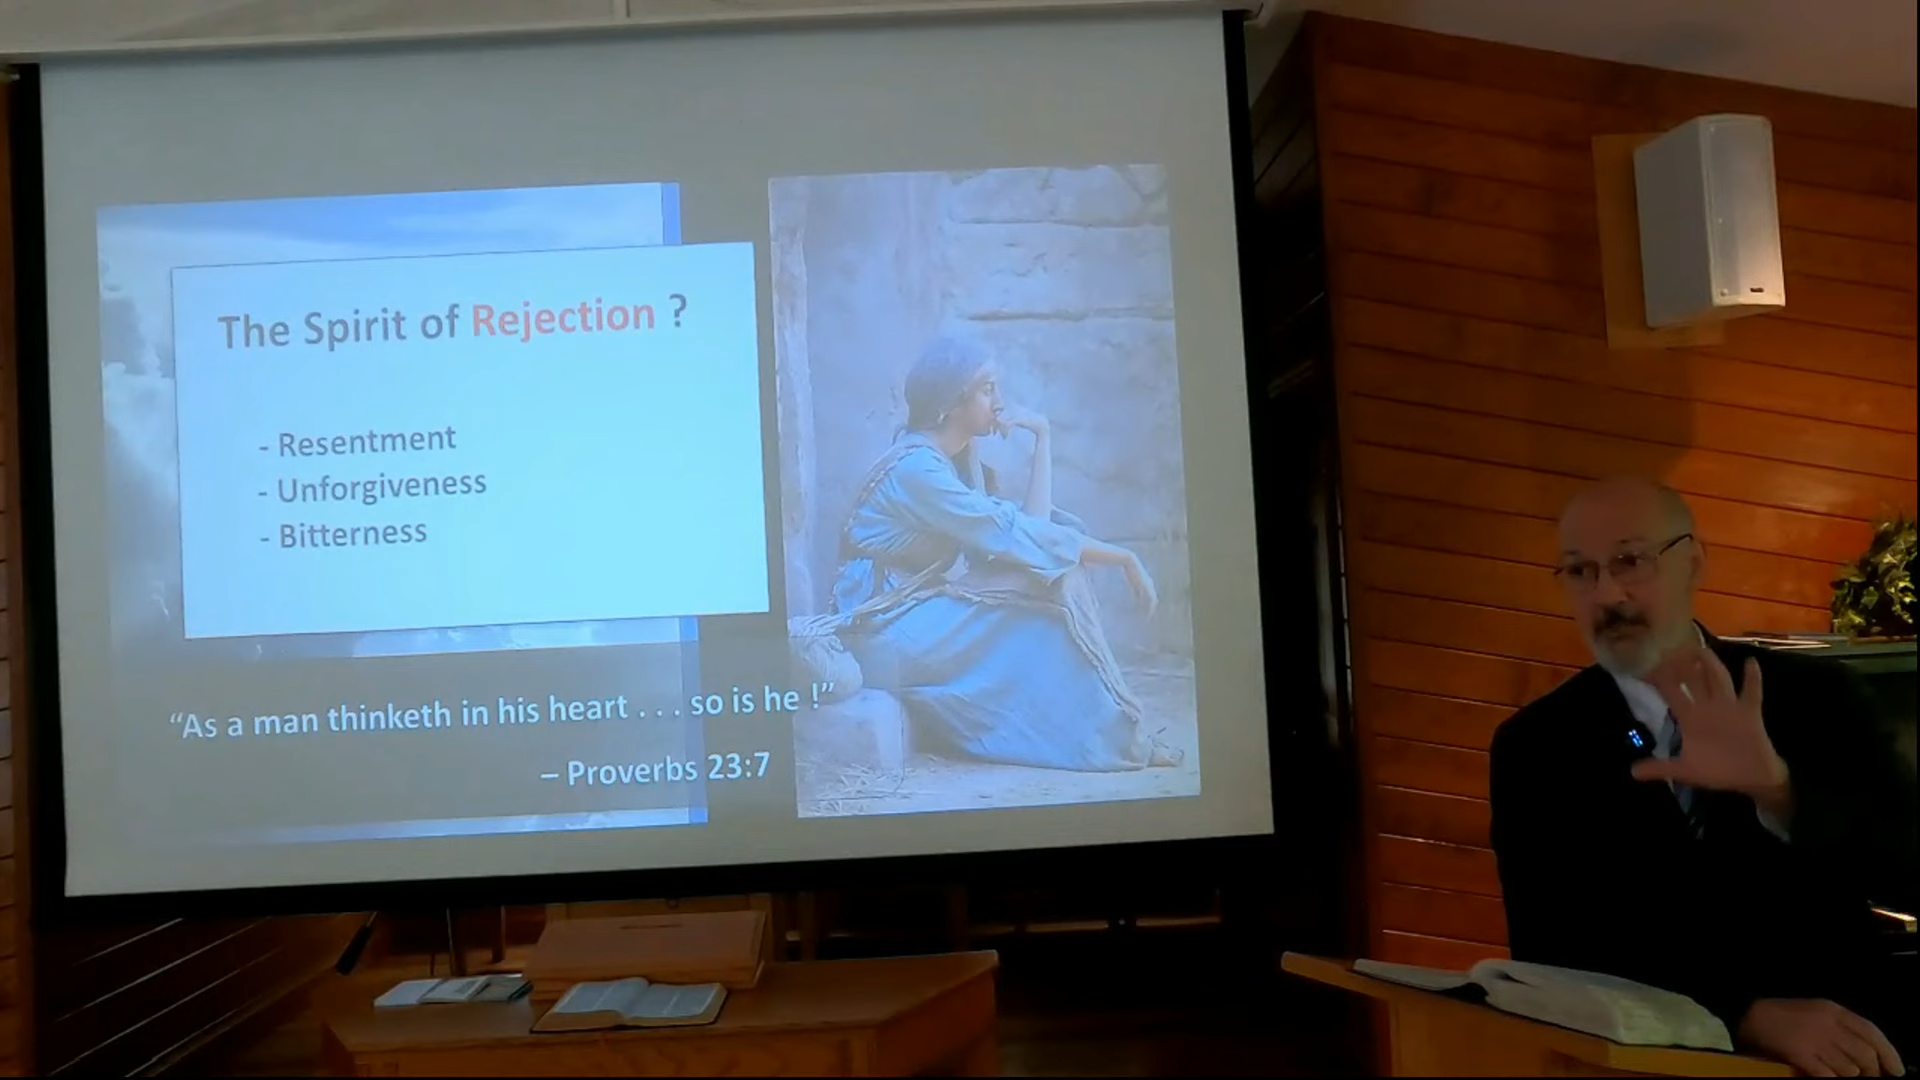 The Spirit of Rejection ?
- Resentment
- Unforgiveness
- Bitterness
“As a man thinketh in his heart . . . so is he !”
– Proverbs 23:7